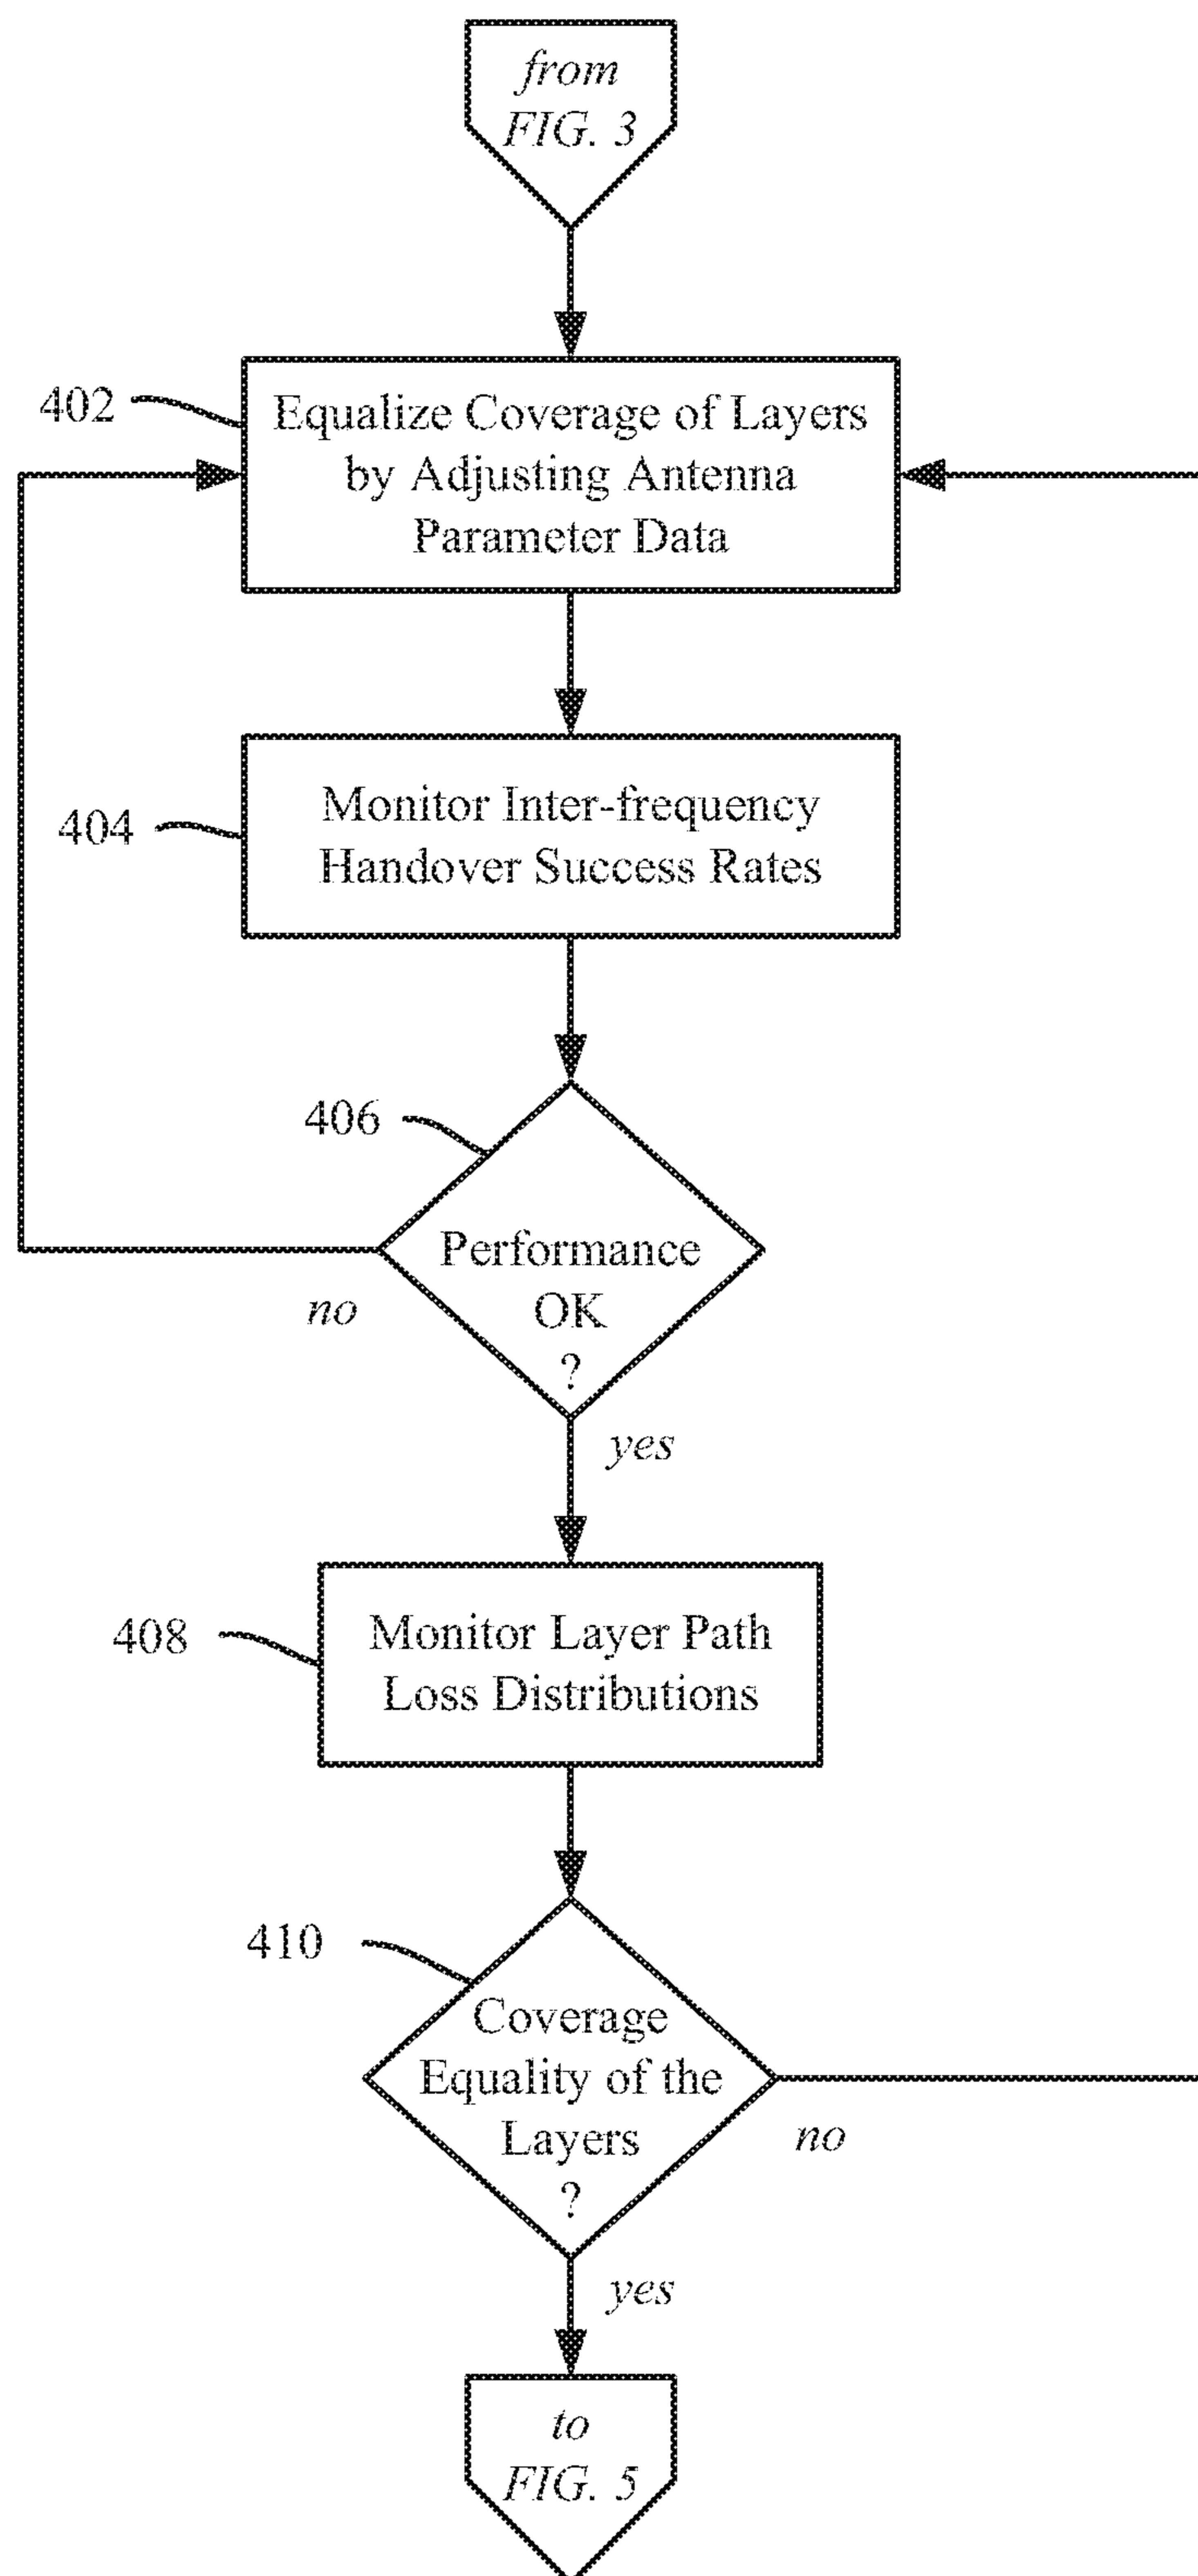 from
FIG. 3
402
Equalize Coverage of Layers
by Adjusting Antenna
Parameter Data
404
Monitor Inter-frequency
Handover Success Rates
406
Performance
OK
?
no
yes
408
Monitor Layer Path
Loss Distributions
410
Coverage
Equality of the
Layers
?
no
yes
to
FIG. 5